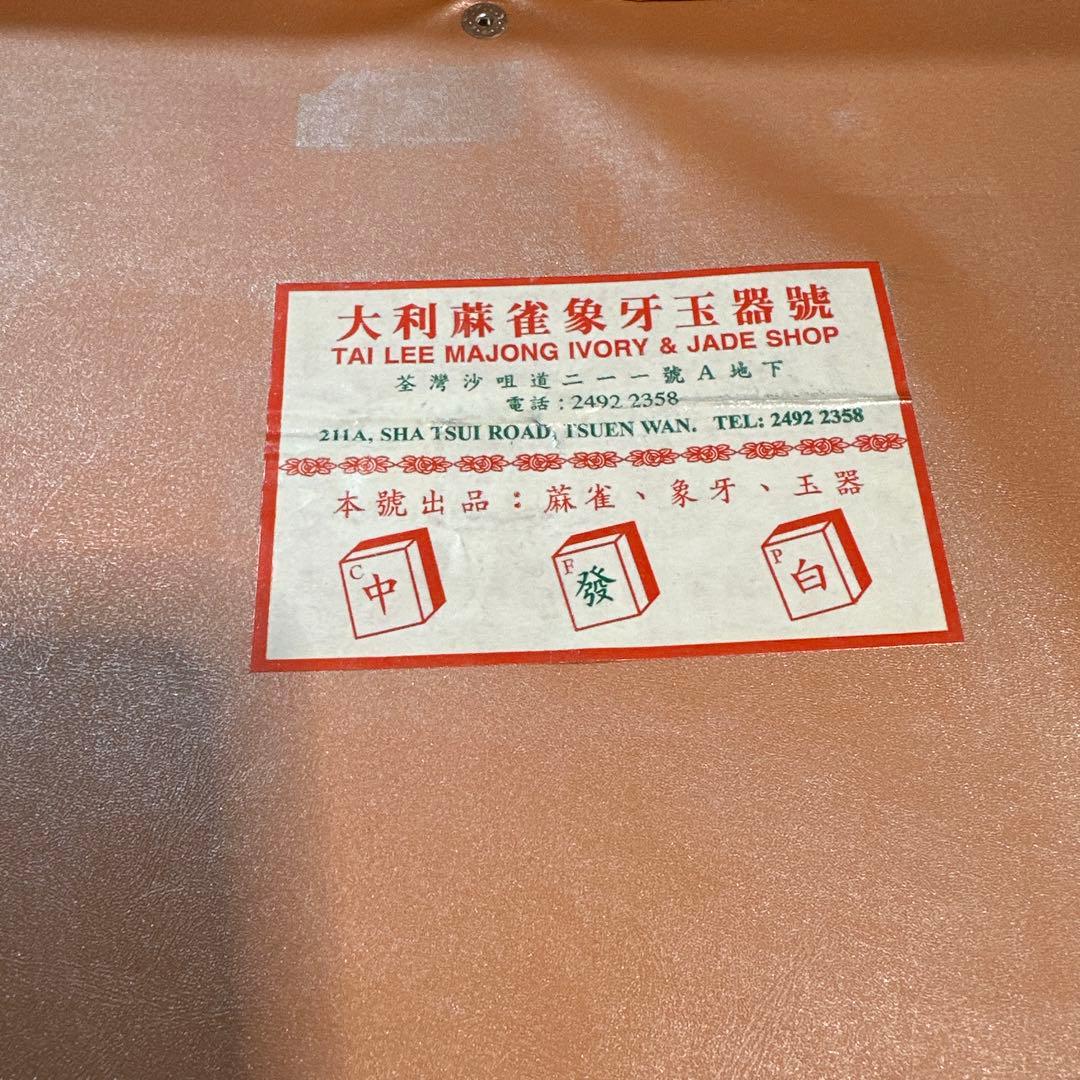 大利蔴雀象牙玉器號
TAI LEE MAJONG IVORY & JADE SHOP
荃灣沙咀道二一一號A地下
電話：2492 2358
211A, SHA TSUI ROAD, TSUEN WAN. TEL: 2492 2358
本號出品：蔴雀、象牙、玉器
C 中
F 發
P 白